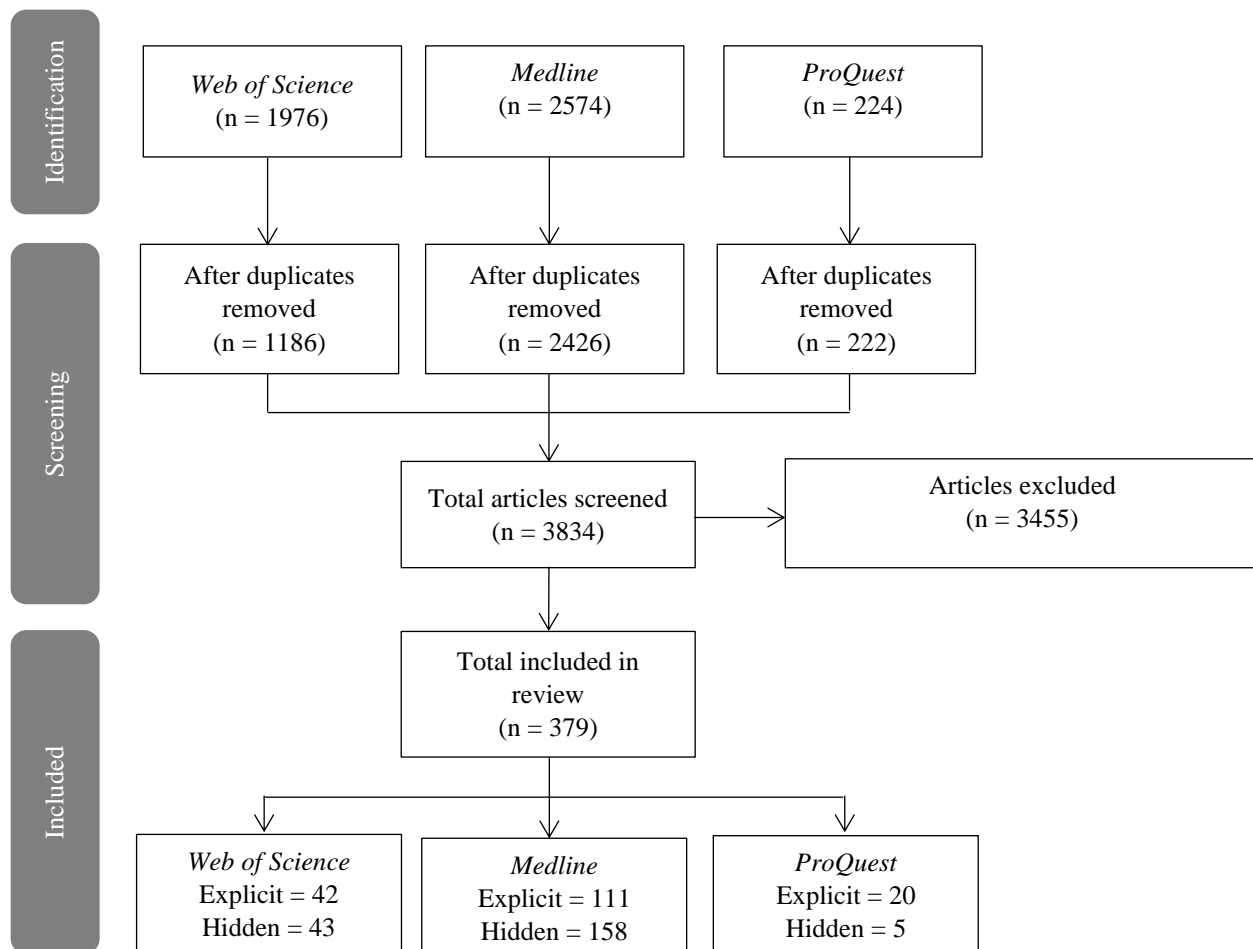 Identification
Web of Science
(n = 1976)
Medline
(n = 2574)
ProQuest
(n = 224)
Screening
After duplicates
removed
(n = 1186)
After duplicates
removed
(n = 2426)
After duplicates
removed
(n = 222)
Total articles screened
(n = 3834)
Articles excluded
(n = 3455)
Included
Total included in
review
(n = 379)
Web of Science
Explicit = 42
Hidden = 43
Medline
Explicit = 111
Hidden = 158
ProQuest
Explicit = 20
Hidden = 5